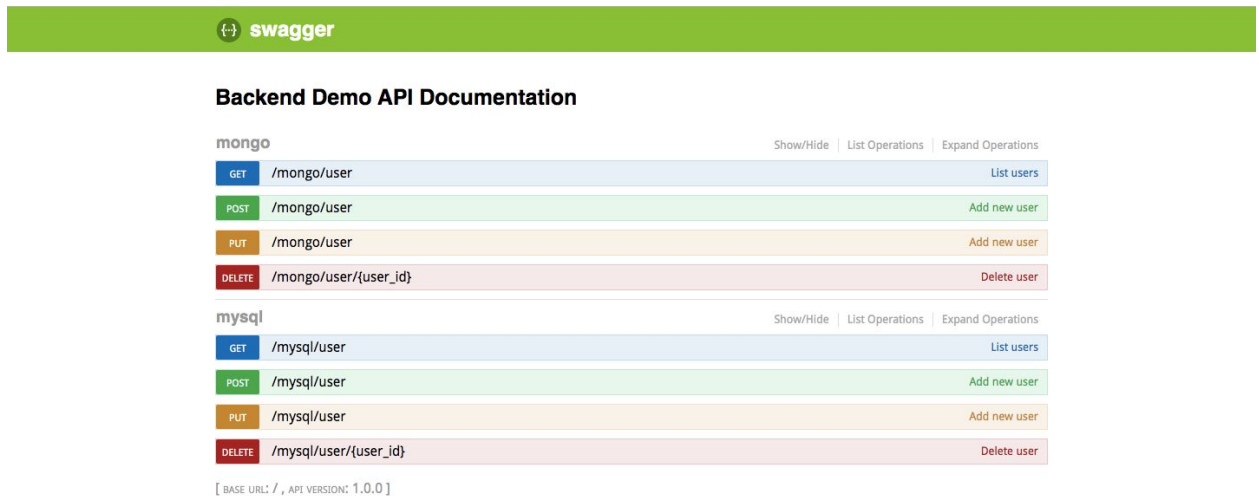 {···} swagger
Backend Demo API Documentation
mongo Show/Hide List Operations Expand Operations
GET /mongo/user List users
POST /mongo/user Add new user
PUT /mongo/user Add new user
DELETE /mongo/user/{user_id} Delete user
mysql Show/Hide List Operations Expand Operations
GET /mysql/user List users
POST /mysql/user Add new user
PUT /mysql/user Add new user
DELETE /mysql/user/{user_id} Delete user
[ BASE URL: / , API VERSION: 1.0.0 ]